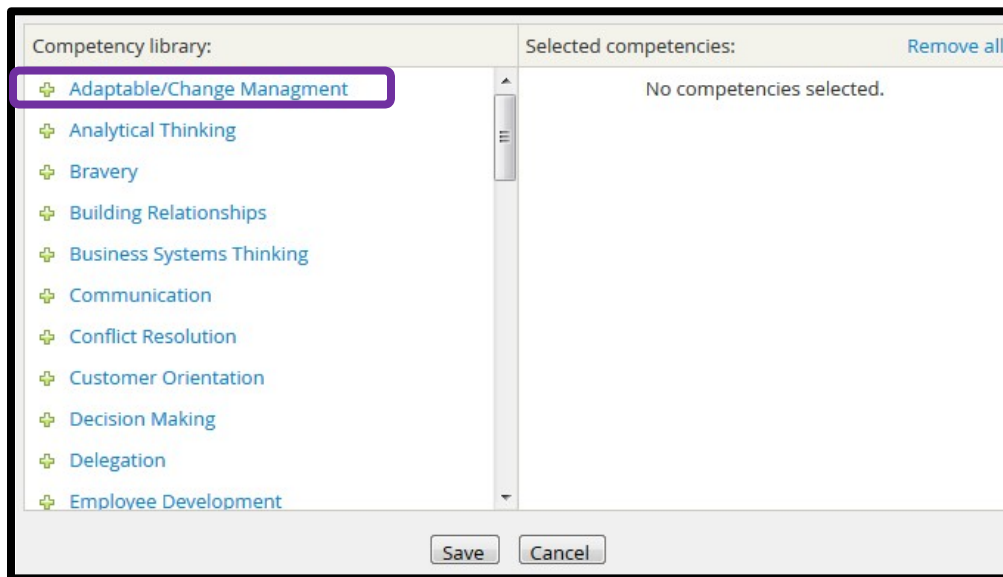 Competency library:
Selected competencies:
Remove all
Adaptable/Change Managment
No competencies selected.
Analytical Thinking
Bravery
Building Relationships
Business Systems Thinking
Communication
Conflict Resolution
Customer Orientation
Decision Making
Delegation
Employee Development
Save
Cancel